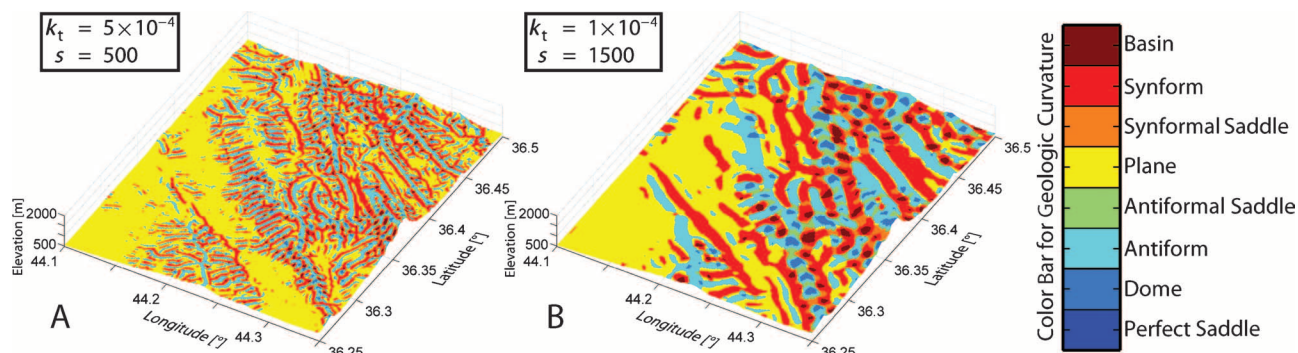 kt = 5×10⁻⁴
s = 500
2000
500
Elevation [m]
44.1
44.2
44.3
Longitude [°]
36.25
36.3
36.35
36.4
36.45
36.5
Latitude [°]
A
kt = 1×10⁻⁴
s = 1500
2000
500
Elevation [m]
44.1
44.2
44.3
Longitude [°]
36.25
36.3
36.35
36.4
36.45
36.5
Latitude [°]
B
Color Bar for Geologic Curvature
Basin
Synform
Synformal Saddle
Plane
Antiformal Saddle
Antiform
Dome
Perfect Saddle